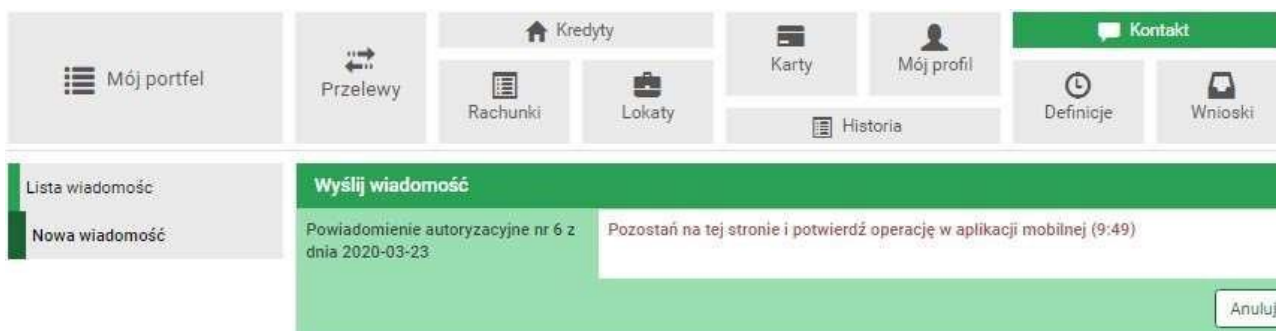 Mój portfel
Przelewy
Kredyty
Rachunki
Lokaty
Karty
Mój profil
Historia
Kontakt
Definicje
Wnioski
Lista wiadomośc
Nowa wiadomość
Wyślij wiadomość
Powiadomienie autoryzacyjne nr 6 z
dnia 2020-03-23
Pozostań na tej stronie i potwierdź operację w aplikacji mobilnej (9:49)
Anuluj